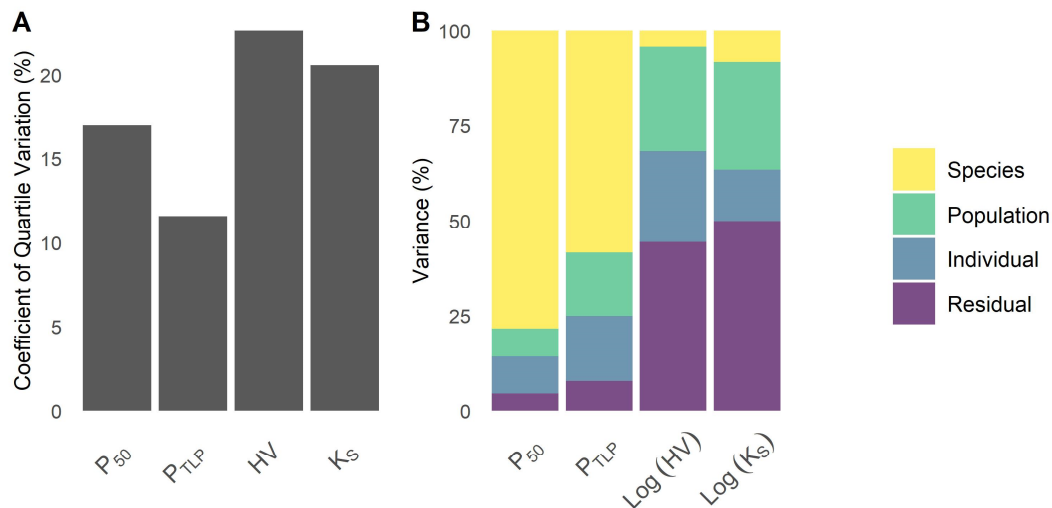 A
Coefficient of Quartile Variation (%)
20
15
10
5
0
P50
PTLP
HV
KS
B
Variance (%)
100
75
50
25
0
P50
PTLP
Log (HV)
Log (KS)
Species
Population
Individual
Residual